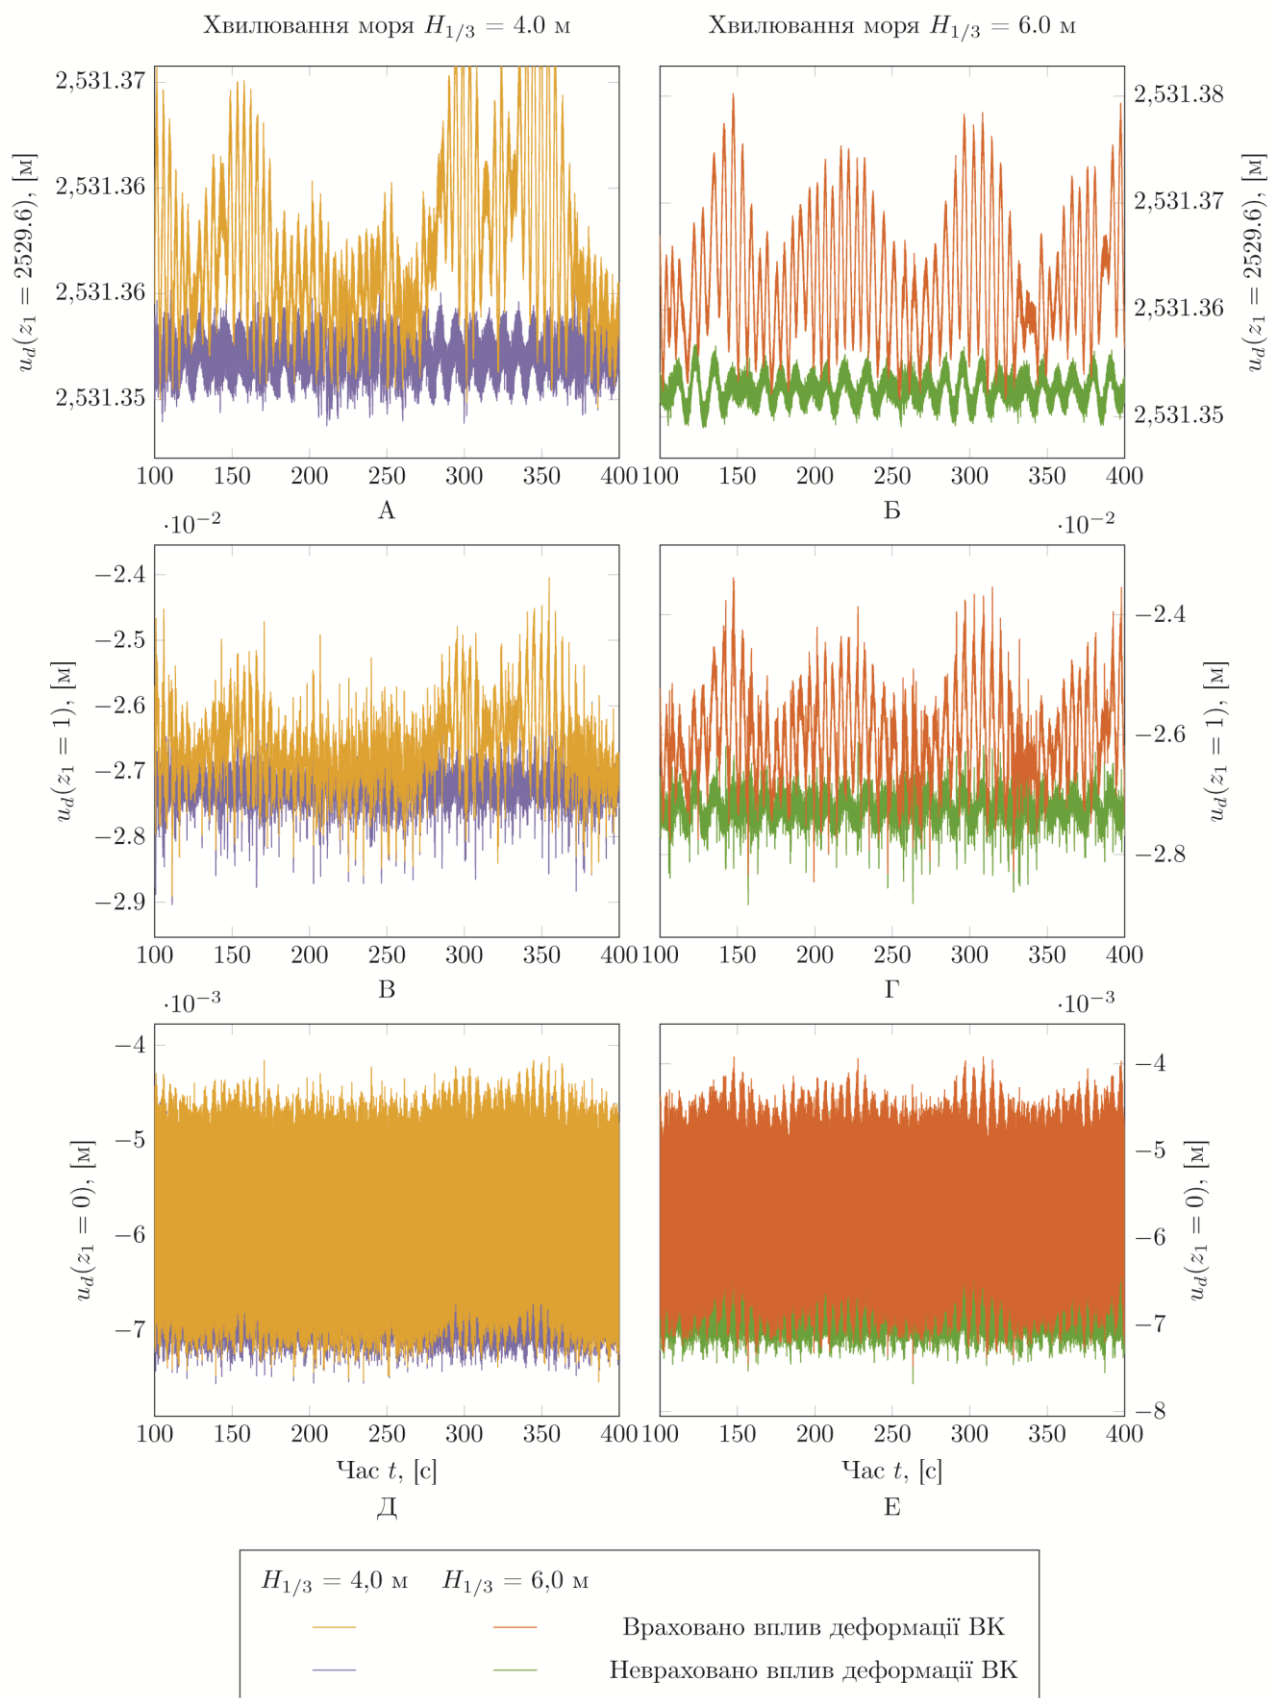 Хвилювання моря H₁/₃ = 4.0 м
Хвилювання моря H₁/₃ = 6.0 м
u_d(z₁ = 2529.6), [м]
2,531.37
2,531.36
2,531.36
2,531.35
100 150 200 250 300 350 400
А
2,531.38
2,531.37
2,531.36
2,531.35
u_d(z₁ = 2529.6), [м]
100 150 200 250 300 350 400
Б
·10⁻²
u_d(z₁ = 1), [м]
−2.4
−2.5
−2.6
−2.7
−2.8
−2.9
100 150 200 250 300 350 400
В
·10⁻²
−2.4
−2.6
−2.8
u_d(z₁ = 1), [м]
100 150 200 250 300 350 400
Г
·10⁻³
u_d(z₁ = 0), [м]
−4
−5
−6
−7
100 150 200 250 300 350 400
Час t, [с]
Д
·10⁻³
−4
−5
−6
−7
−8
u_d(z₁ = 0), [м]
100 150 200 250 300 350 400
Час t, [с]
Е
H₁/₃ = 4,0 м H₁/₃ = 6,0 м
Враховано вплив деформації ВК
Невраховано вплив деформації ВК